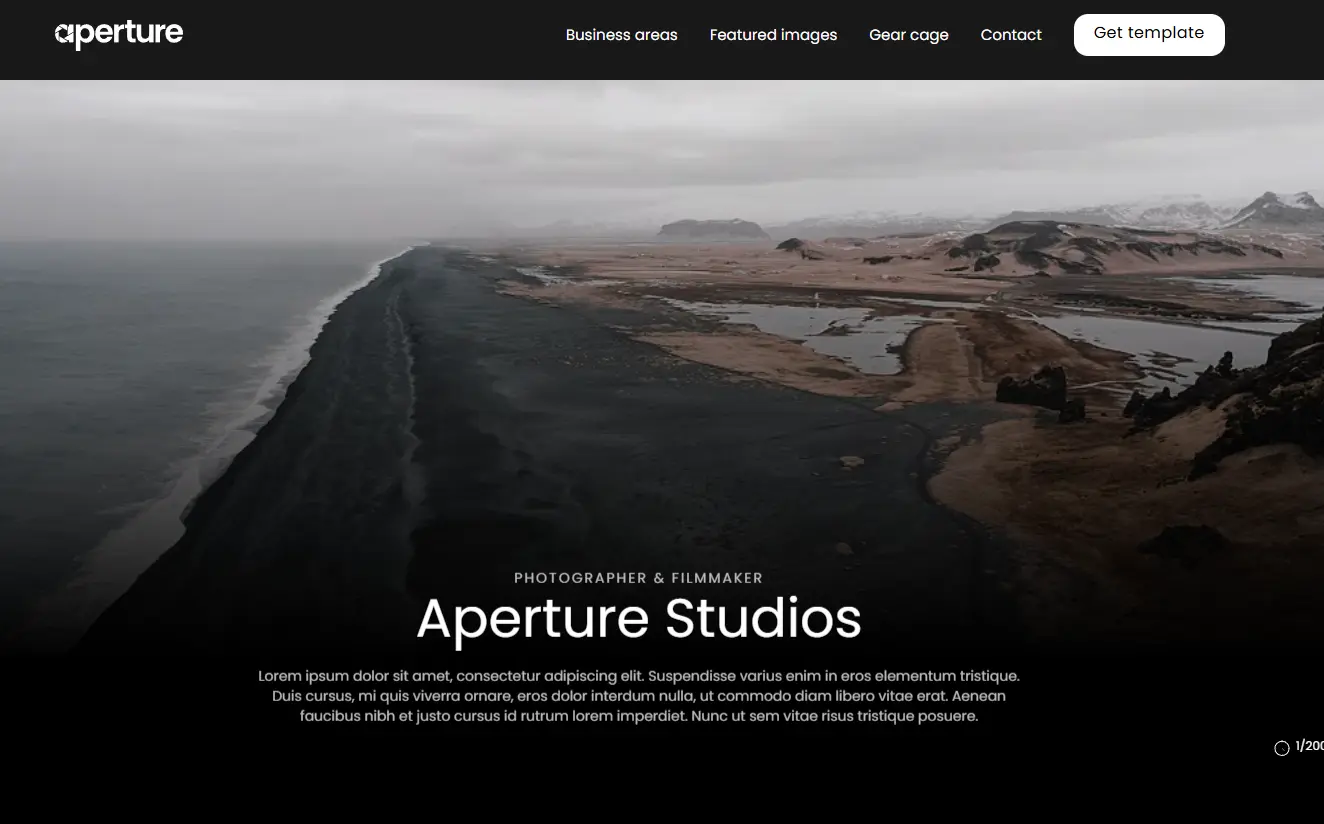 aperture
Business areas
Featured images
Gear cage
Contact
Get template
PHOTOGRAPHER & FILMMAKER
Aperture Studios
Lorem ipsum dolor sit amet, consectetur adipiscing elit. Suspendisse varius enim in eros elementum tristique.
Duis cursus, mi quis viverra ornare, eros dolor interdum nulla, ut commodo diam libero vitae erat. Aenean
faucibus nibh et justo cursus id rutrum lorem imperdiet. Nunc ut sem vitae risus tristique posuere.
1/200